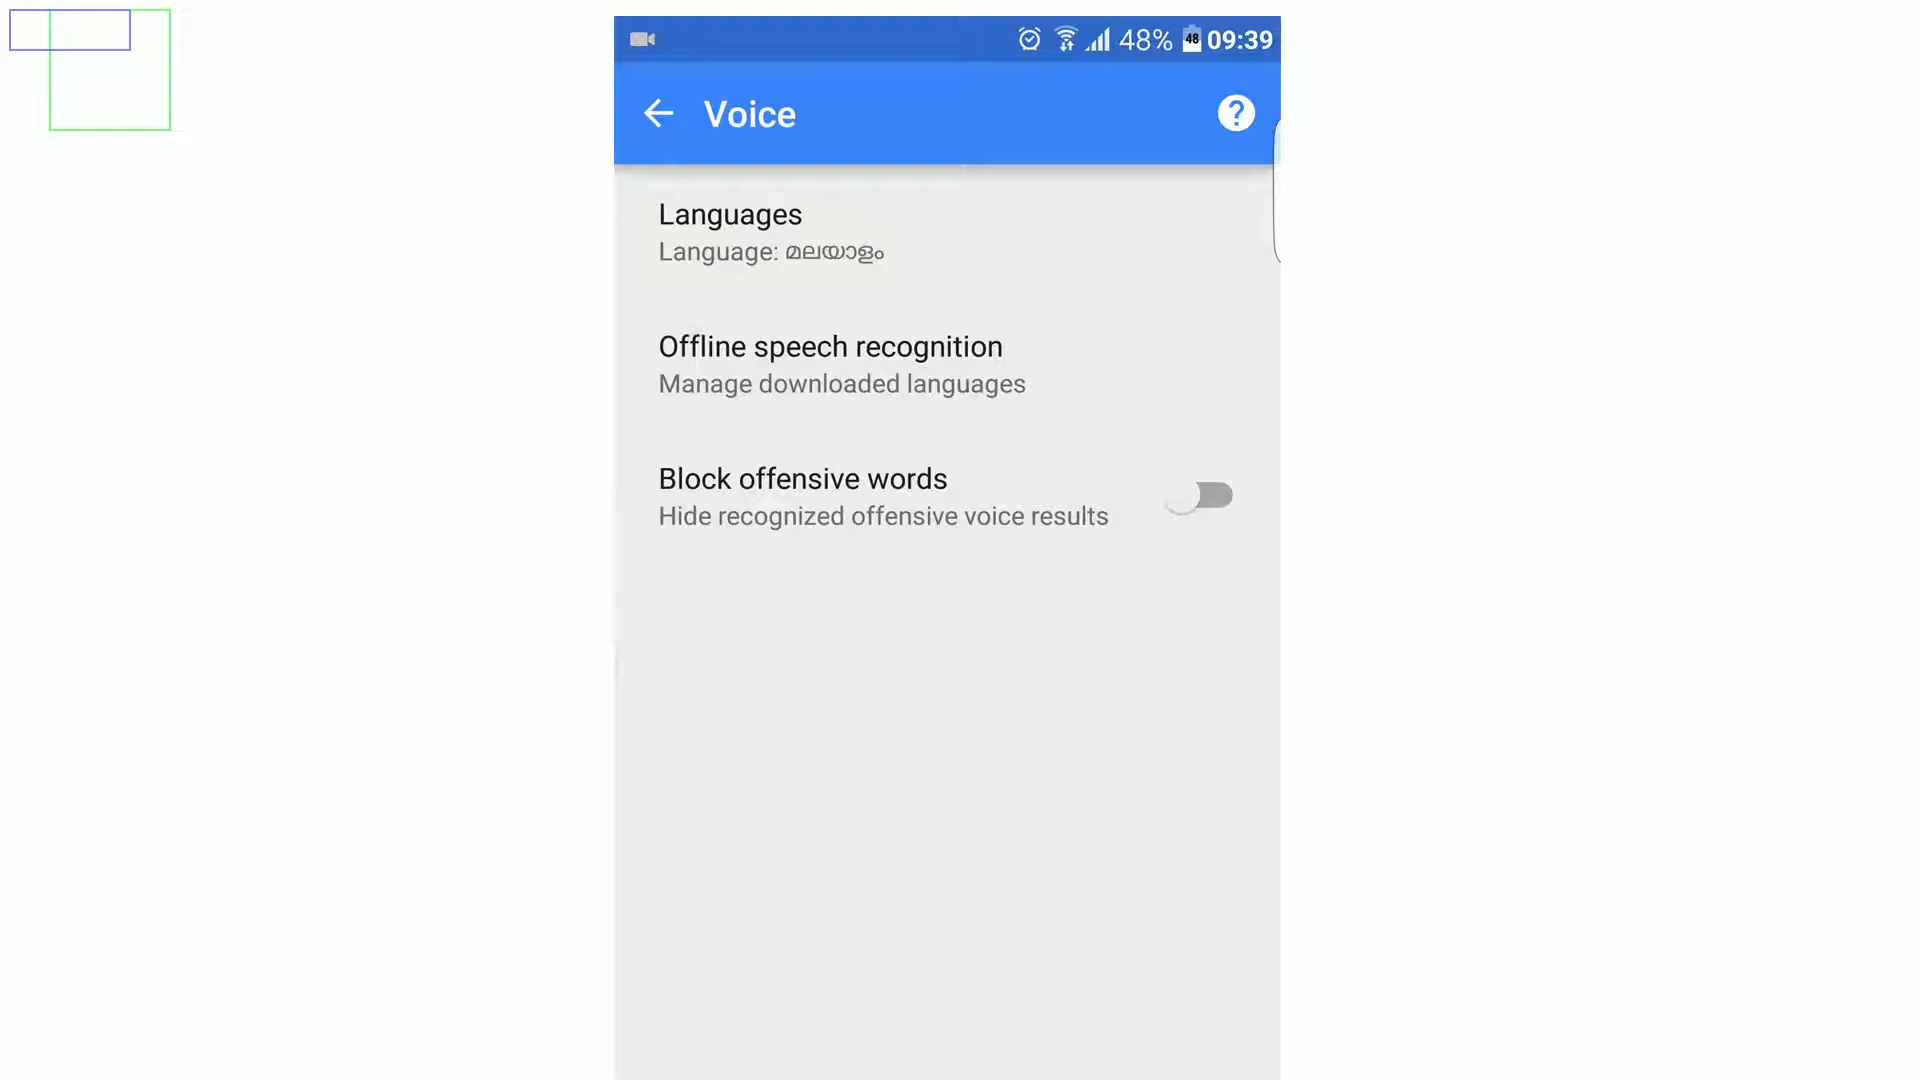 48% 48 09:39
Voice
Languages
Language: മലയാളം
Offline speech recognition
Manage downloaded languages
Block offensive words
Hide recognized offensive voice results